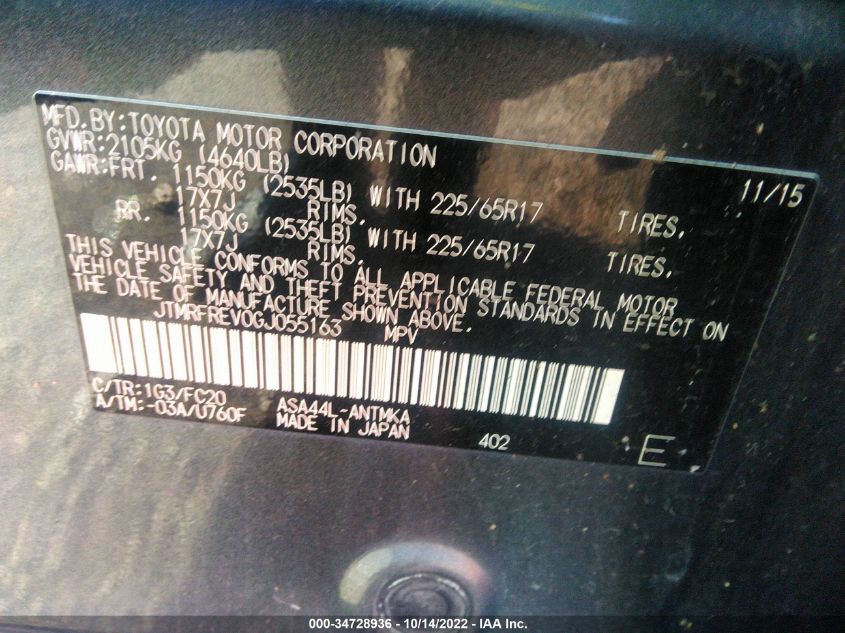 MFD. BY: TOYOTA MOTOR CORPORATION 11/15
GVWR: 2105KG (4640LB)
GAWR: FRT. 1150KG (2535LB) WITH 225/65R17 TIRES,
17X7J RIMS,
RR. 1150KG (2535LB) WITH 225/65R17 TIRES,
17X7J RIMS,
THIS VEHICLE CONFORMS TO ALL APPLICABLE FEDERAL MOTOR
VEHICLE SAFETY AND THEFT PREVENTION STANDARDS IN EFFECT ON
THE DATE OF MANUFACTURE SHOWN ABOVE.
JTMRFREV0GJ055163 MPV
C/TR: 1G3/FC20 ASA44L-ANTMKA
A/TM: -03A/U760F MADE IN JAPAN 402 E
000-34728936 - 10/14/2022 - IAA Inc.